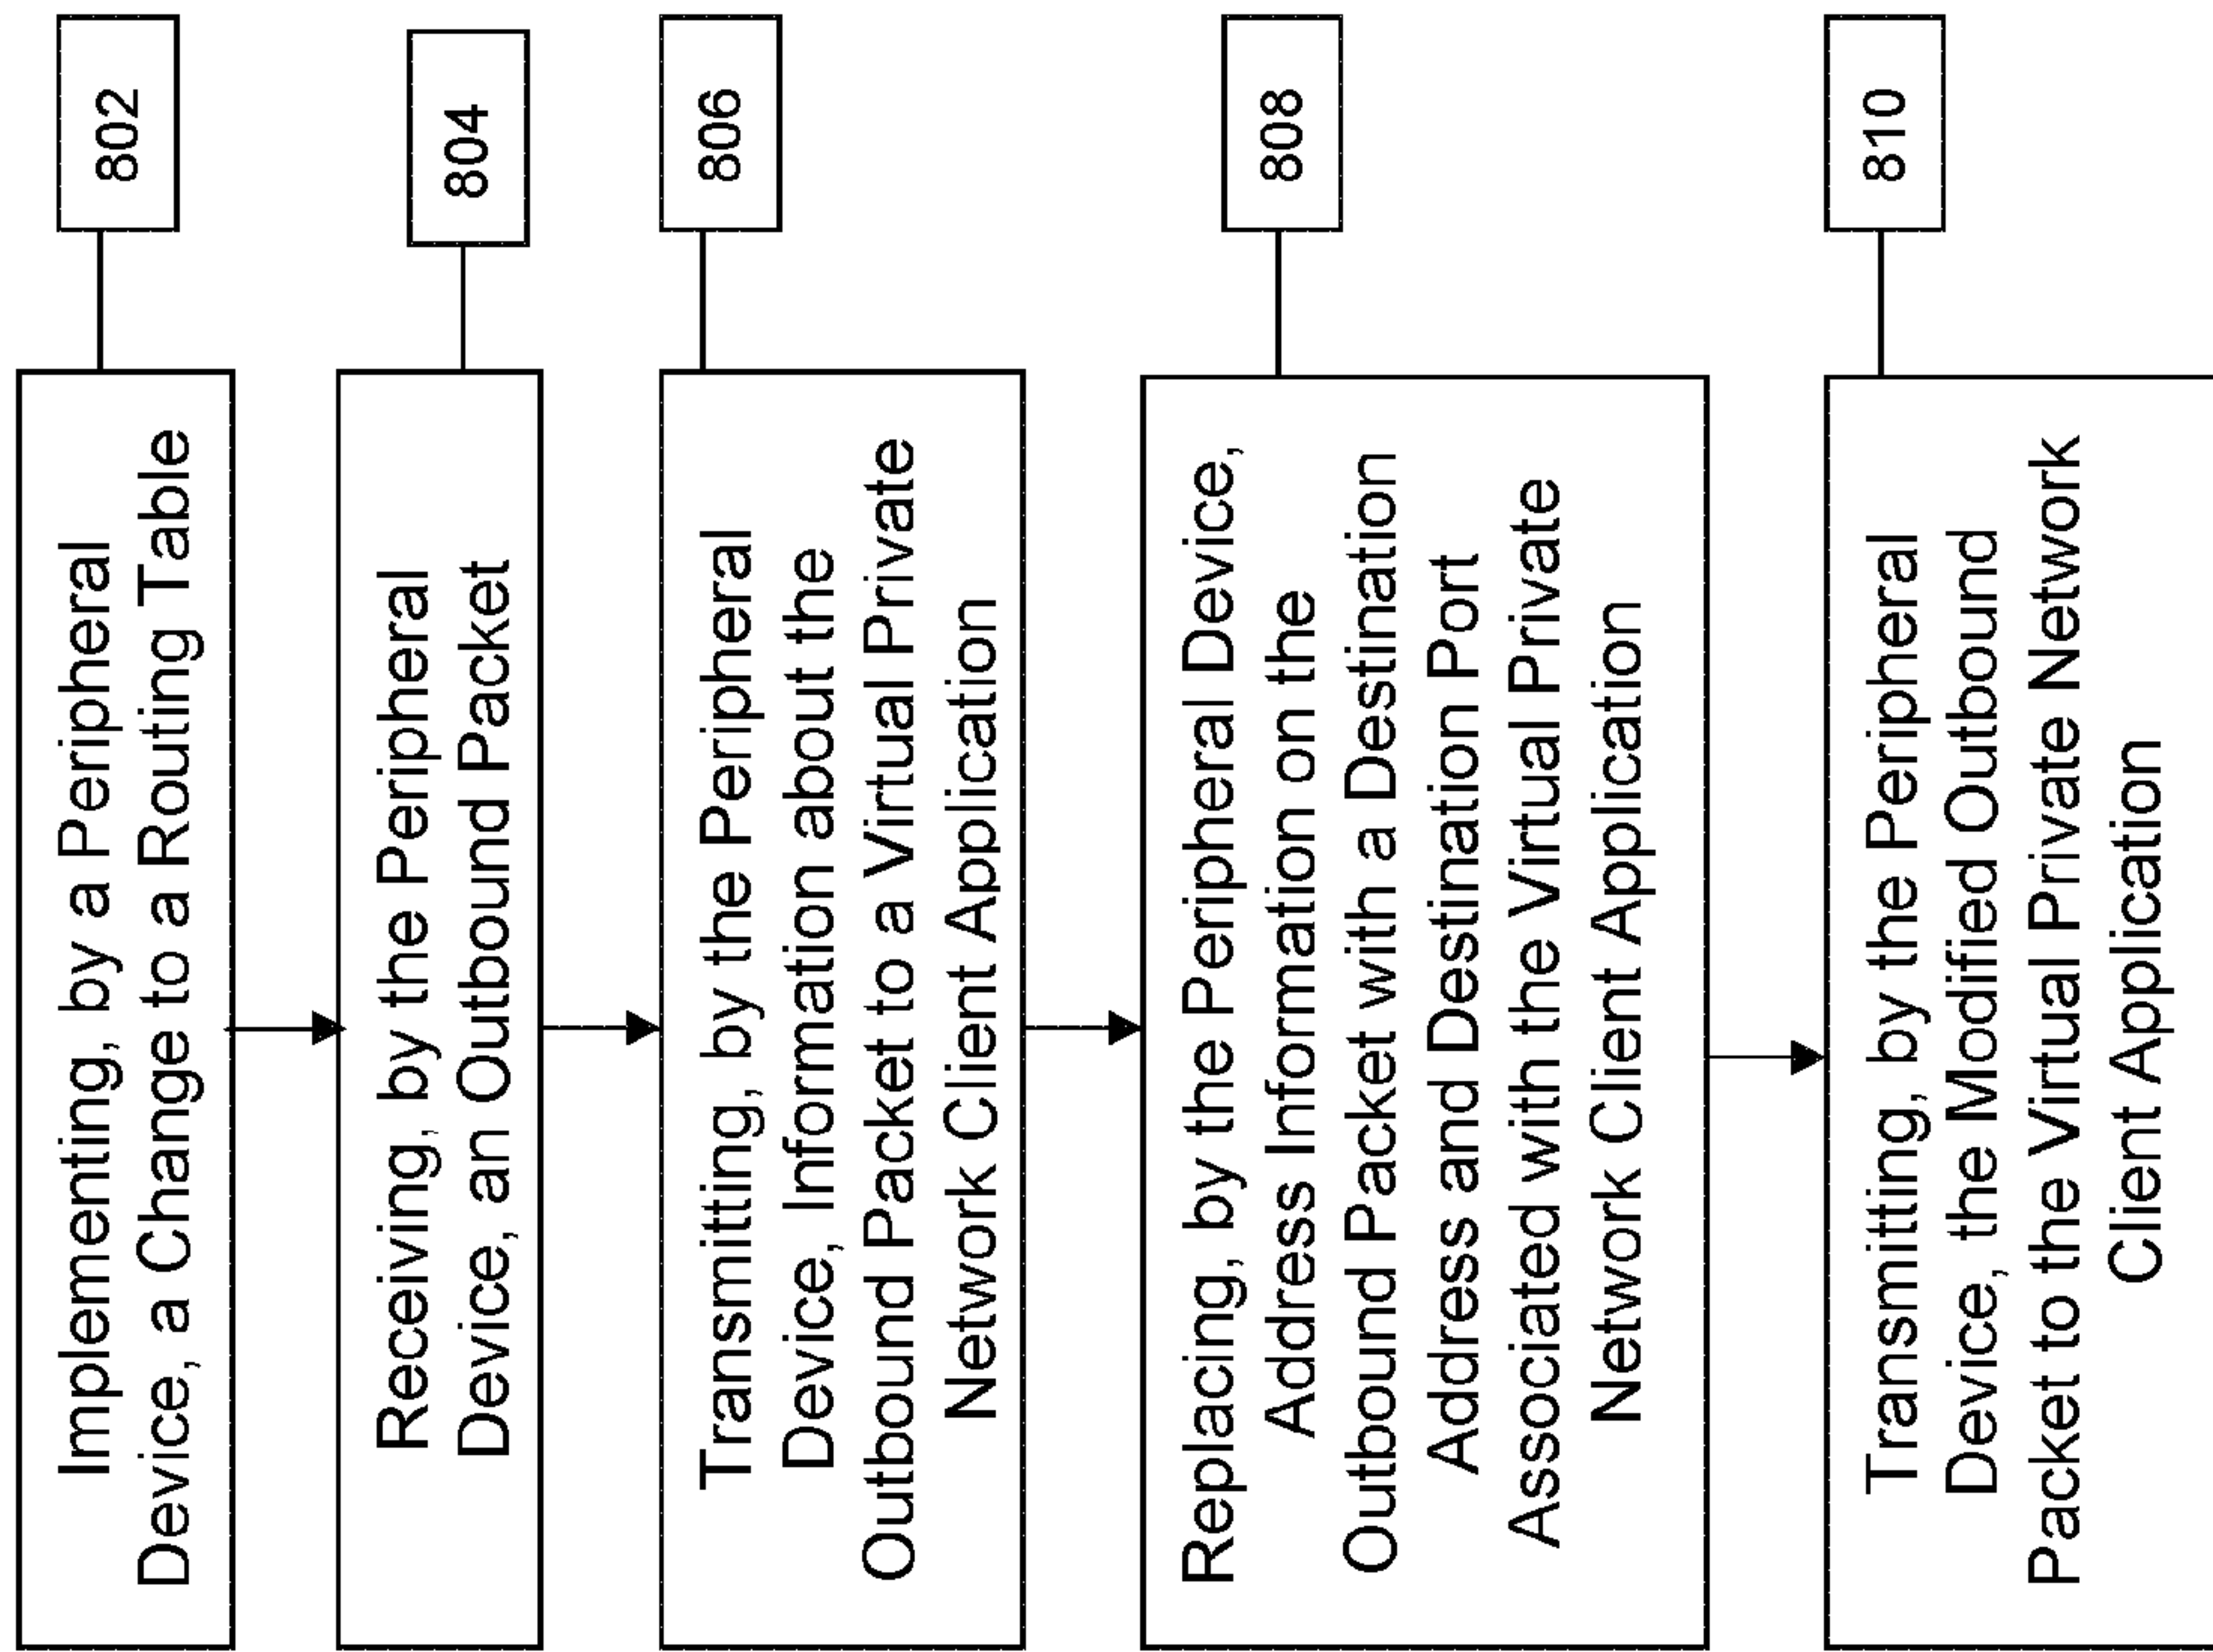 Implementing, by a Peripheral
Device, a Change to a Routing Table
802
Receiving, by the Peripheral
Device, an Outbound Packet
804
Transmitting, by the Peripheral
Device, Information about the
Outbound Packet to a Virtual Private
Network Client Application
806
Replacing, by the Peripheral Device,
Address Information on the
Outbound Packet with a Destination
Address and Destination Port
Associated with the Virtual Private
Network Client Application
808
Transmitting, by the Peripheral
Device, the Modified Outbound
Packet to the Virtual Private Network
Client Application
810